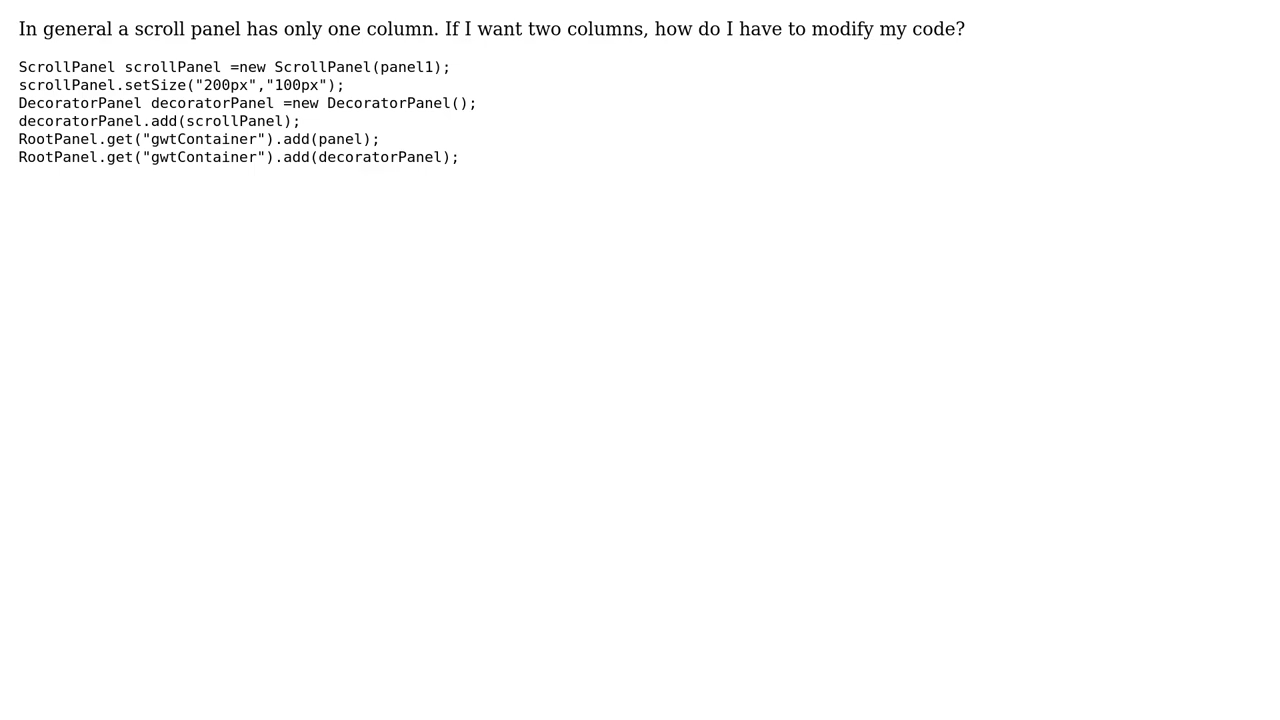 In general a scroll panel has only one column. If I want two columns, how do I have to modify my code?
ScrollPanel scrollPanel =new ScrollPanel(panel1);
scrollPanel.setSize("200px","100px");
DecoratorPanel decoratorPanel =new DecoratorPanel();
decoratorPanel.add(scrollPanel);
RootPanel.get("gwtContainer").add(panel);
RootPanel.get("gwtContainer").add(decoratorPanel);